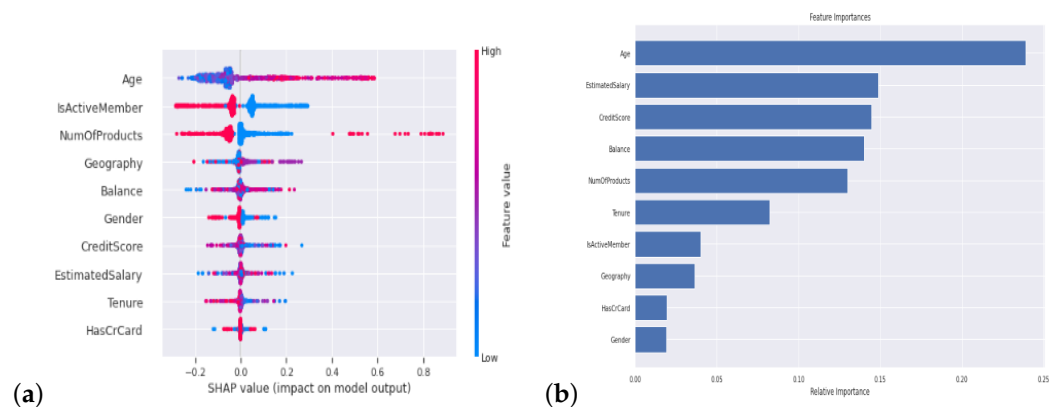 High
Age
IsActiveMember
NumOfProducts
Geography
Balance
Gender
CreditScore
EstimatedSalary
Tenure
HasCrCard
Feature value
Low
−0.2 0.0 0.2 0.4 0.6 0.8
SHAP value (impact on model output)
(a)
Feature Importances
Age
EstimatedSalary
CreditScore
Balance
NumOfProducts
Tenure
IsActiveMember
Geography
HasCrCard
Gender
0.00 0.05 0.10 0.15 0.20 0.25
Relative Importance
(b)